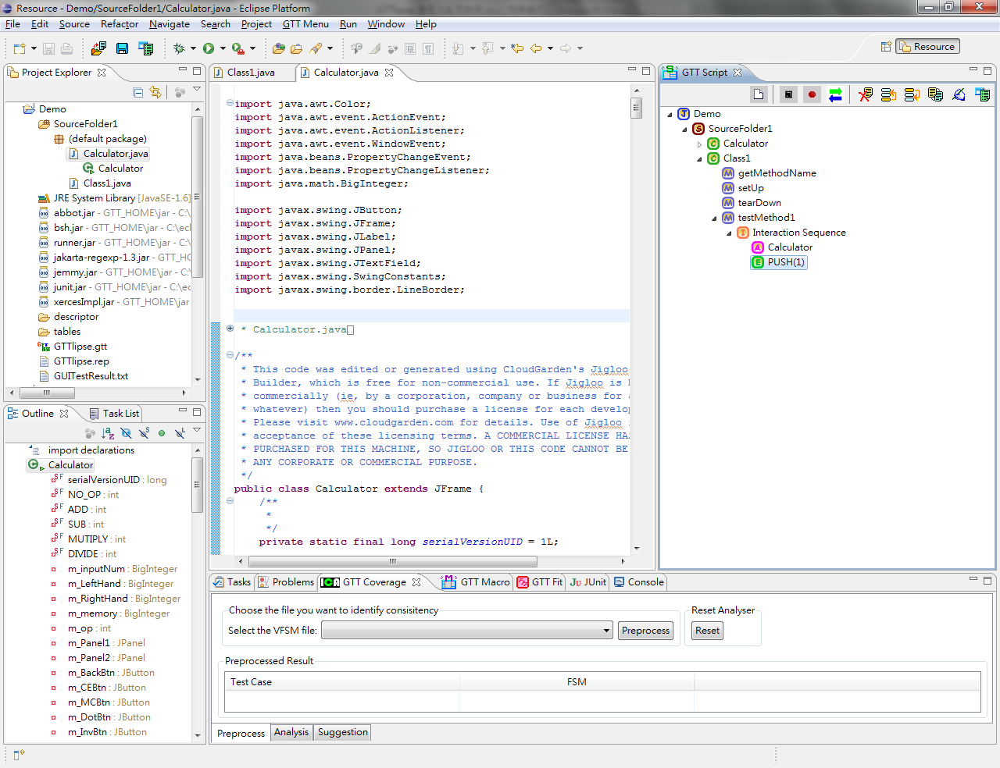 Resource - Demo/SourceFolder1/Calculator.java - Eclipse Platform
File Edit Source Refactor Navigate Search Project GTT Menu Run Window Help
Resource
Project Explorer
Demo
SourceFolder1
(default package)
Calculator.java
Calculator
Class1.java
JRE System Library [JavaSE-1.6]
abbot.jar - GTT_HOME\jar - C:\
bsh.jar - GTT_HOME\jar - C:\ecl
runner.jar - GTT_HOME\jar - C:\
jakarta-regexp-1.3.jar - GTT_HO
jemmy.jar - GTT_HOME\jar - C:\
junit.jar - GTT_HOME\jar - C:\ec
xercesImpl.jar - GTT_HOME\jar
descriptor
tables
GTTlipse.gtt
GTTlipse.rep
GUITestResult.txt
Outline
Task List
import declarations
Calculator
serialVersionUID : long
NO_OP : int
ADD : int
SUB : int
MUTIPLY : int
DIVIDE : int
m_inputNum : BigInteger
m_LeftHand : BigInteger
m_RightHand : BigInteger
m_memory : BigInteger
m_op : int
m_Panel1 : JPanel
m_Panel2 : JPanel
m_BackBtn : JButton
m_CEBtn : JButton
m_MCBtn : JButton
m_DotBtn : JButton
m_InvBtn : JButton
Class1.java
Calculator.java
import java.awt.Color;
import java.awt.event.ActionEvent;
import java.awt.event.ActionListener;
import java.awt.event.WindowEvent;
import java.beans.PropertyChangeEvent;
import java.beans.PropertyChangeListener;
import java.math.BigInteger;
import javax.swing.JButton;
import javax.swing.JFrame;
import javax.swing.JLabel;
import javax.swing.JPanel;
import javax.swing.JTextField;
import javax.swing.SwingConstants;
import javax.swing.border.LineBorder;
* Calculator.java
/**
* This code was edited or generated using CloudGarden's Jigloo
* Builder, which is free for non-commercial use. If Jigloo is
* commercially (ie, by a corporation, company or business for
* whatever) then you should purchase a license for each develop
* Please visit www.cloudgarden.com for details. Use of Jigloo
* acceptance of these licensing terms. A COMMERCIAL LICENSE HA
* PURCHASED FOR THIS MACHINE, SO JIGLOO OR THIS CODE CANNOT BE
* ANY CORPORATE OR COMMERCIAL PURPOSE.
*/
public class Calculator extends JFrame {
/**
*
*/
private static final long serialVersionUID = 1L;
GTT Script
Demo
SourceFolder1
Calculator
Class1
getMethodName
setUp
tearDown
testMethod1
Interaction Sequence
Calculator
PUSH(1)
Tasks
Problems
GTT Coverage
GTT Macro
GTT Fit
JUnit
Console
Choose the file you want to identify consisitency
Select the VFSM file:
Preprocess
Reset Analyser
Reset
Preprocessed Result
Test Case
FSM
Preprocess
Analysis
Suggestion